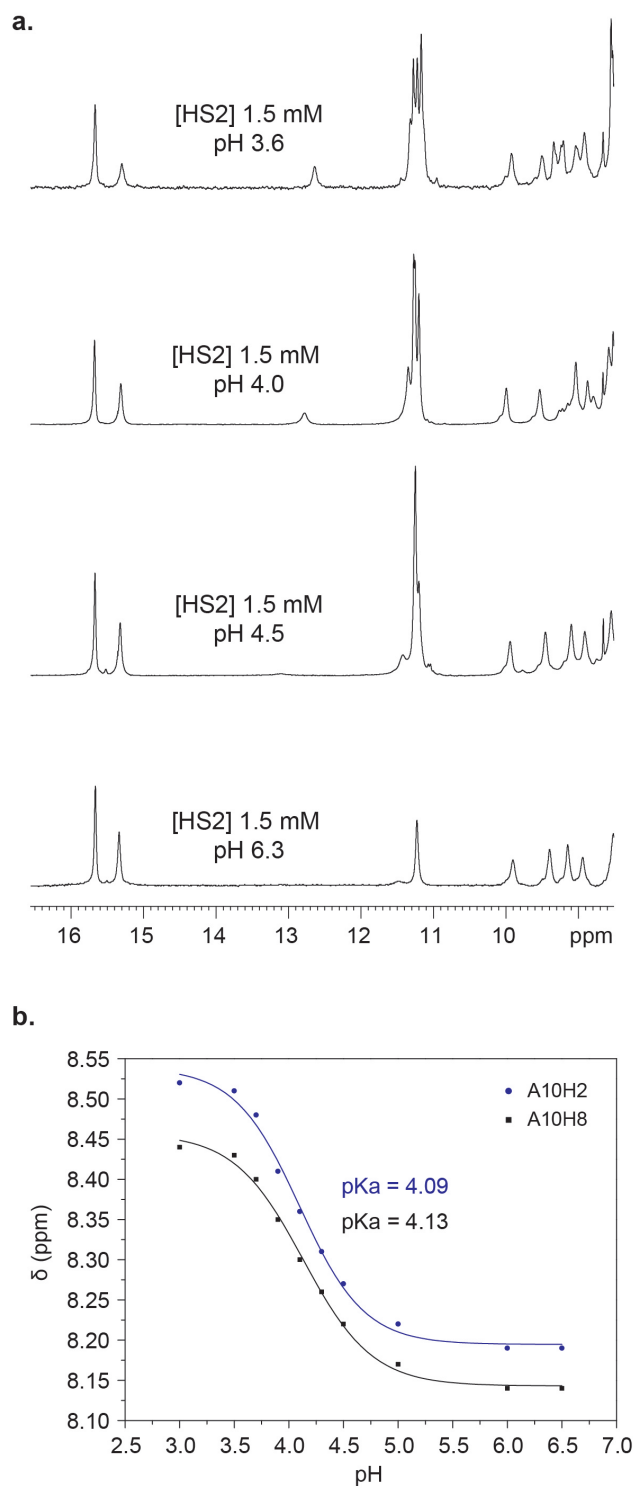 a.
[HS2] 1.5 mM
pH 3.6
[HS2] 1.5 mM
pH 4.0
[HS2] 1.5 mM
pH 4.5
[HS2] 1.5 mM
pH 6.3
16 15 14 13 12 11 10 ppm
b.
8.55
8.50
8.45
8.40
8.35
8.30
8.25
8.20
8.15
8.10
δ (ppm)
A10H2
A10H8
pKa = 4.09
pKa = 4.13
2.5 3.0 3.5 4.0 4.5 5.0 5.5 6.0 6.5 7.0
pH